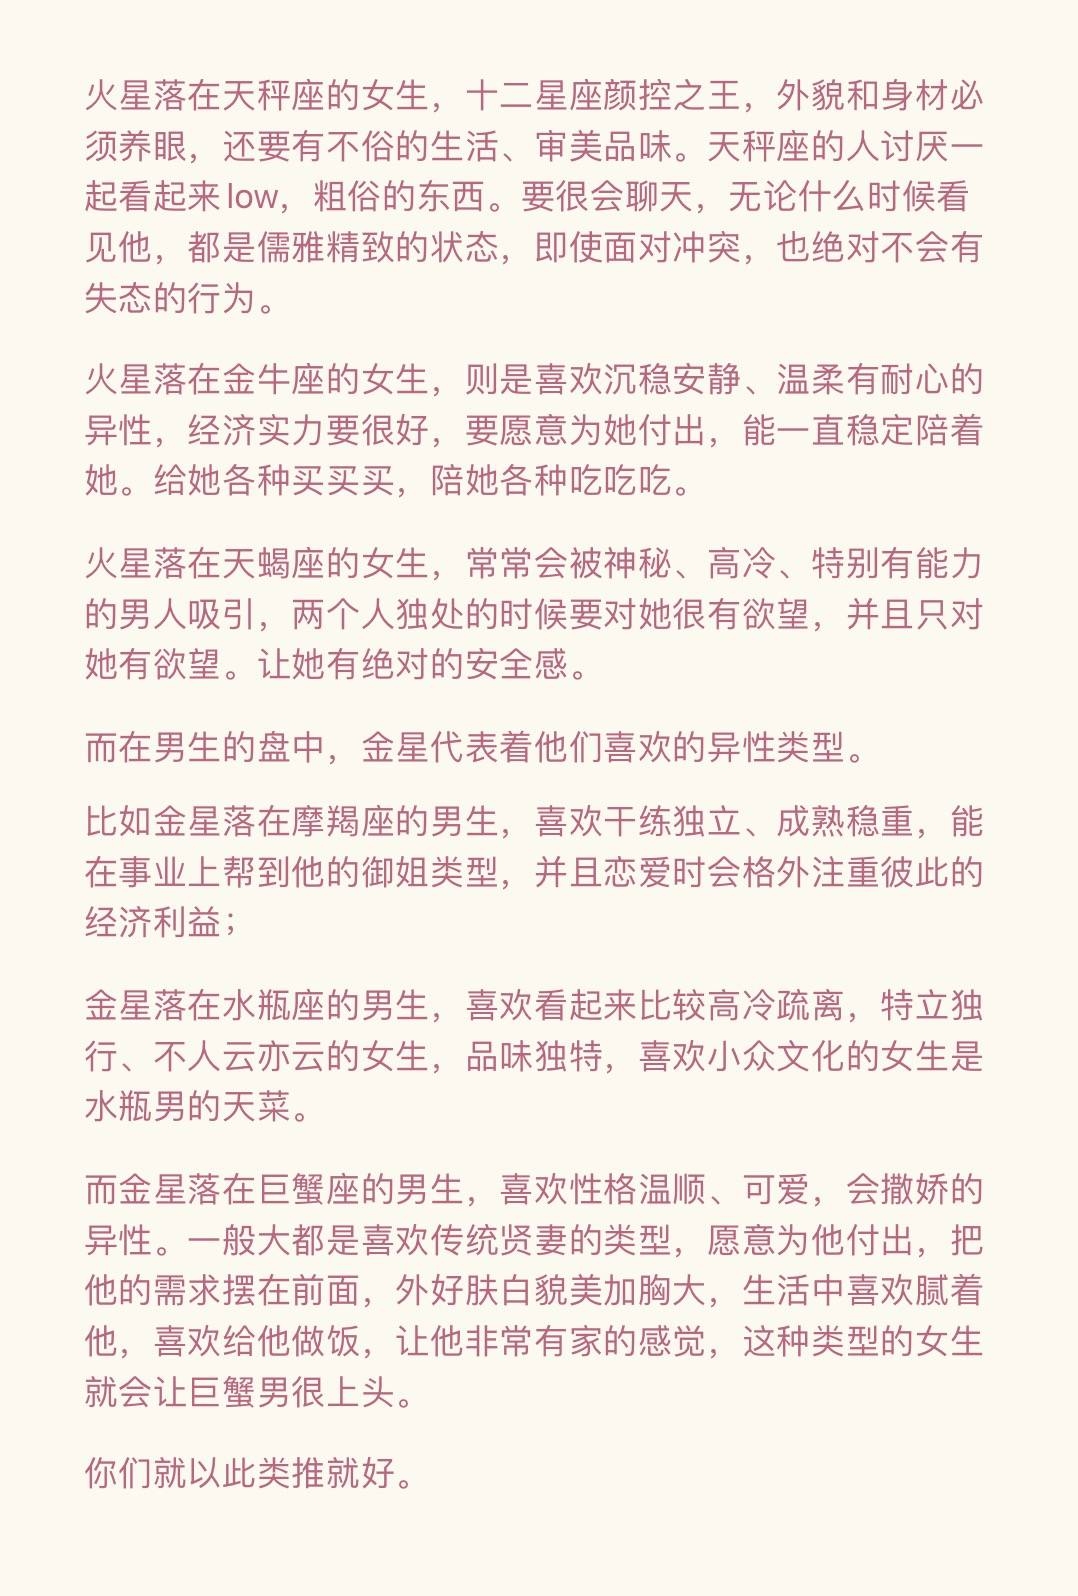 火星落在天秤座的女生，十二星座颜控之王，外貌和身材必
须养眼，还要有不俗的生活、审美品味。天秤座的人讨厌一
起看起来low，粗俗的东西。要很会聊天，无论什么时候看
见他，都是儒雅精致的状态，即使面对冲突，也绝对不会有
失态的行为。
火星落在金牛座的女生，则是喜欢沉稳安静、温柔有耐心的
异性，经济实力要很好，要愿意为她付出，能一直稳定陪着
她。给她各种买买买，陪她各种吃吃吃。
火星落在天蝎座的女生，常常会被神秘、高冷、特别有能力
的男人吸引，两个人独处的时候要对她很有欲望，并且只对
她有欲望。让她有绝对的安全感。
而在男生的盘中，金星代表着他们喜欢的异性类型。
比如金星落在摩羯座的男生，喜欢干练独立、成熟稳重，能
在事业上帮到他的御姐类型，并且恋爱时会格外注重彼此的
经济利益；
金星落在水瓶座的男生，喜欢看起来比较高冷疏离，特立独
行、不人云亦云的女生，品味独特，喜欢小众文化的女生是
水瓶男的天菜。
而金星落在巨蟹座的男生，喜欢性格温顺、可爱，会撒娇的
异性。一般大都是喜欢传统贤妻的类型，愿意为他付出，把
他的需求摆在前面，外好肤白貌美加胸大，生活中喜欢腻着
他，喜欢给他做饭，让他非常有家的感觉，这种类型的女生
就会让巨蟹男很上头。
你们就以此类推就好。